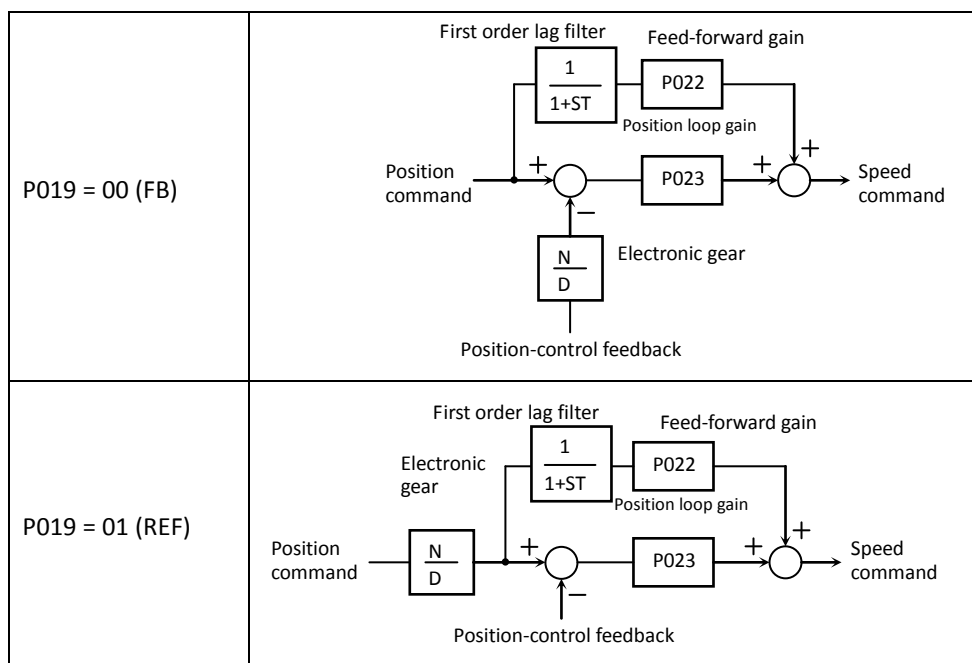 First order lag filter
Feed-forward gain
1
1+ST
P022
Position loop gain
P019 = 00 (FB)
Position
command
+
−
P023
+
+
Speed
command
N
D
Electronic gear
Position-control feedback
First order lag filter
Feed-forward gain
Electronic
gear
1
1+ST
P022
Position loop gain
P019 = 01 (REF)
Position
command
N
D
+
−
P023
+
+
Speed
command
Position-control feedback